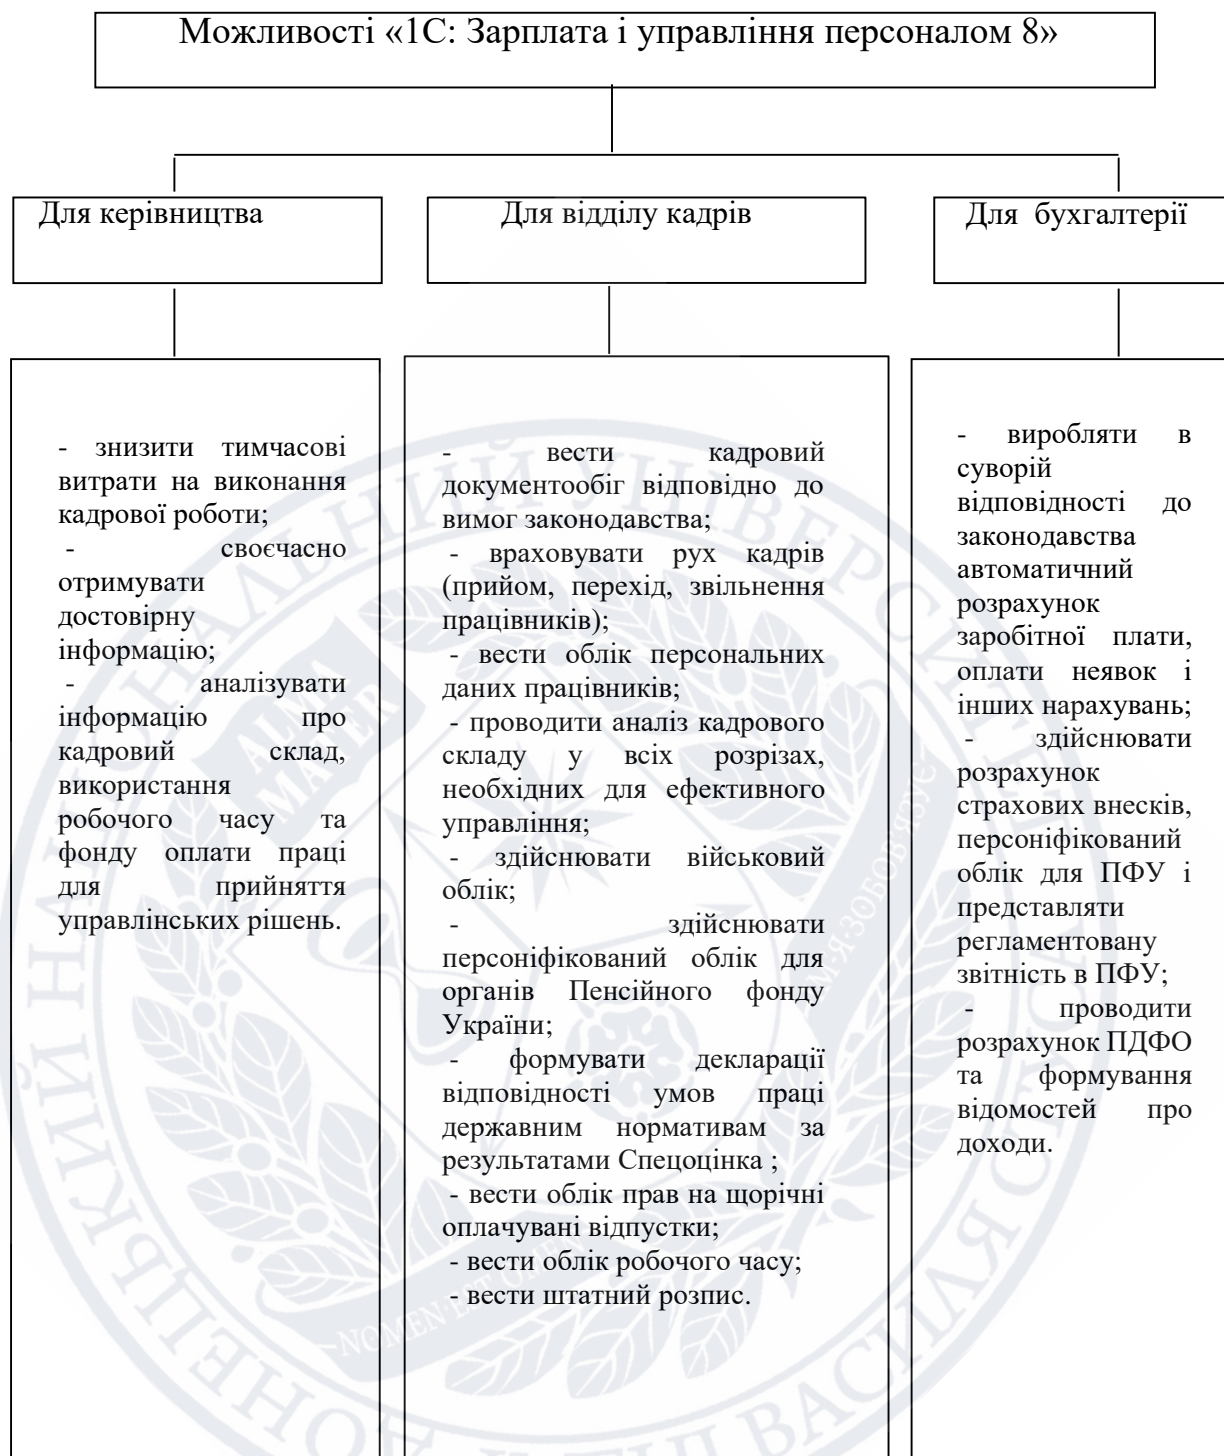 Можливості «1С: Зарплата і управління персоналом 8»
Для керівництва
Для відділу кадрів
Для бухгалтерії
- знизити тимчасові
витрати на виконання
кадрової роботи;
- своєчасно
отримувати
достовірну
інформацію;
- аналізувати
інформацію про
кадровий склад,
використання
робочого часу та
фонду оплати праці
для прийняття
управлінських рішень.
- вести кадровий
документообіг відповідно до
вимог законодавства;
- враховувати рух кадрів
(прийом, перехід, звільнення
працівників);
- вести облік персональних
даних працівників;
- проводити аналіз кадрового
складу у всіх розрізах,
необхідних для ефективного
управління;
- здійснювати військовий
облік;
- здійснювати
персоніфікований облік для
органів Пенсійного фонду
України;
- формувати декларації
відповідності умов праці
державним нормативам за
результатами Спецоцінка ;
- вести облік прав на щорічні
оплачувані відпустки;
- вести облік робочого часу;
- вести штатний розпис.
- виробляти в
суворій
відповідності до
законодавства
автоматичний
розрахунок
заробітної плати,
оплати неявок і
інших нарахувань;
- здійснювати
розрахунок
страхових внесків,
персоніфікований
облік для ПФУ і
представляти
регламентовану
звітність в ПФУ;
- проводити
розрахунок ПДФО
та формування
відомостей про
доходи.
ALMA
MATER